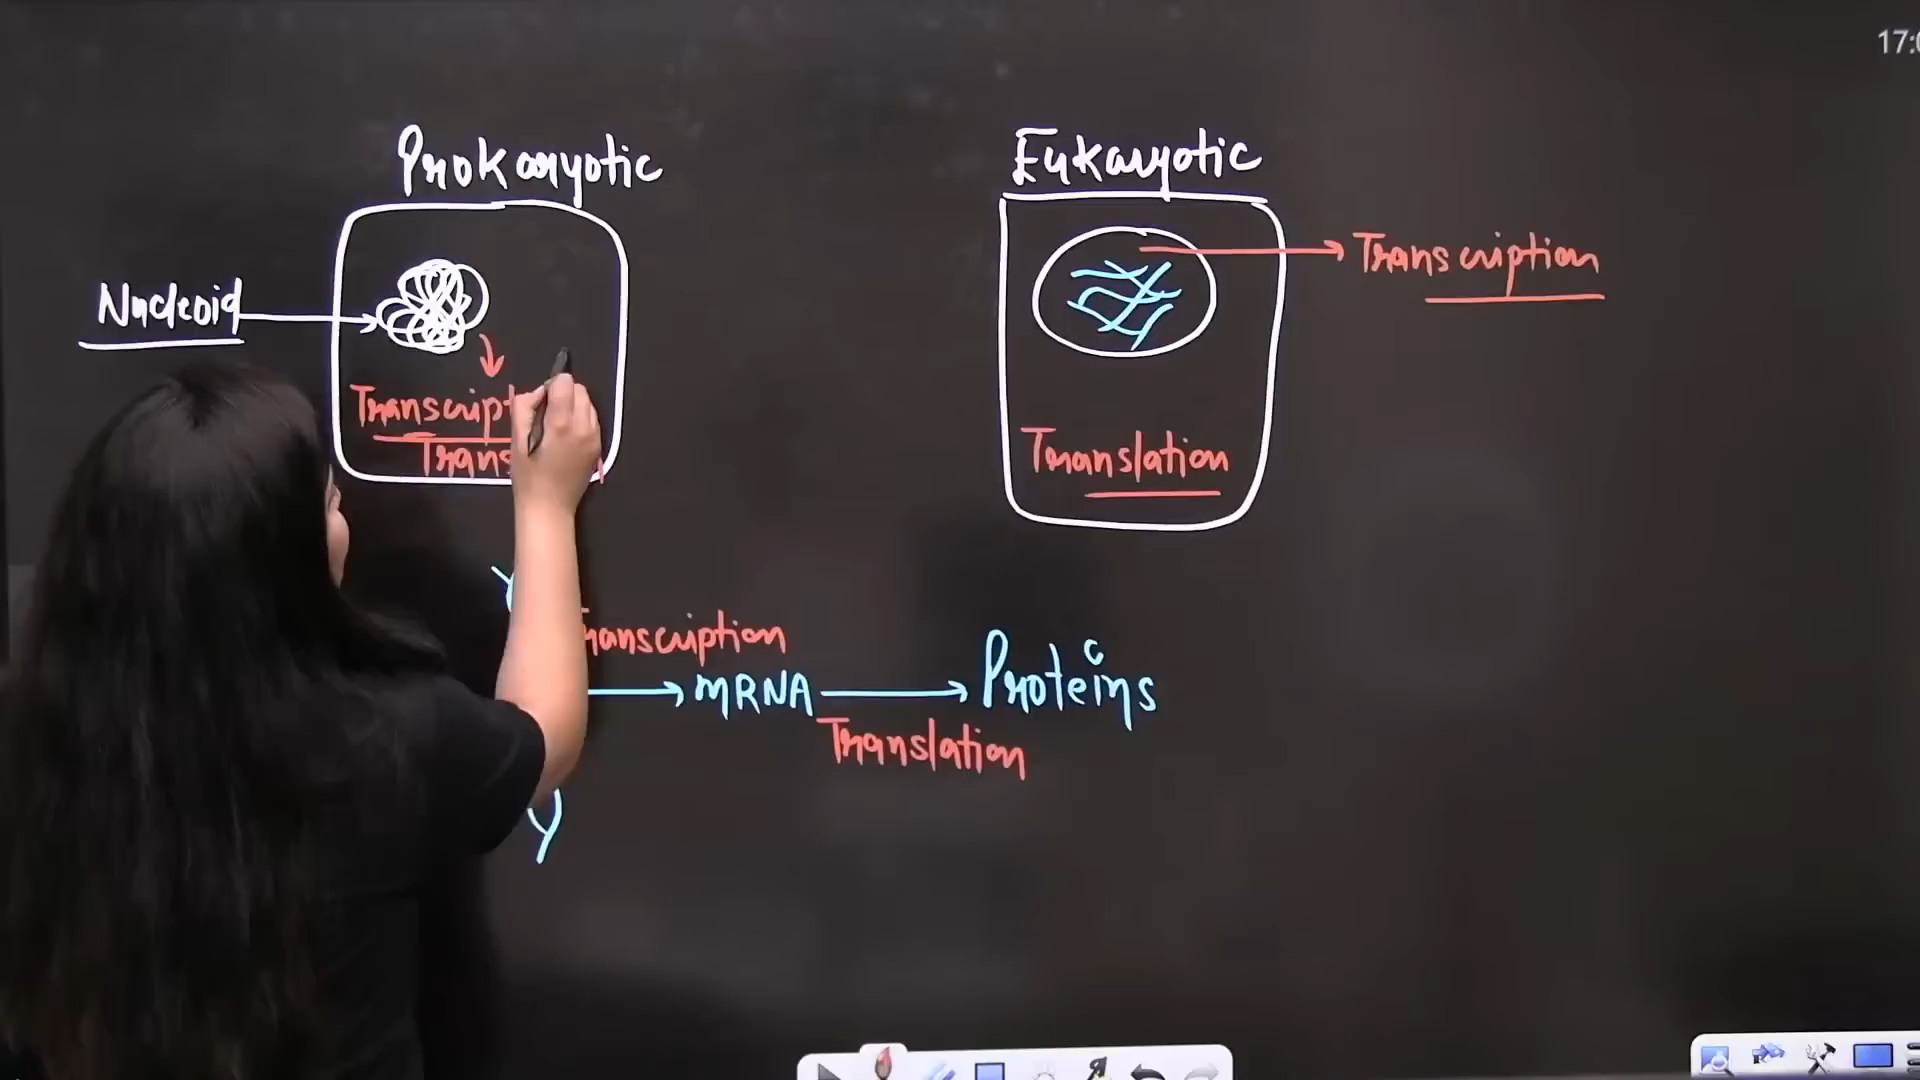 17:0
Prokaryotic
Eukaryotic
Nucleoid
Transcription
Transcript
Trans
Translation
Transcription
mRNA
Proteins
Translation